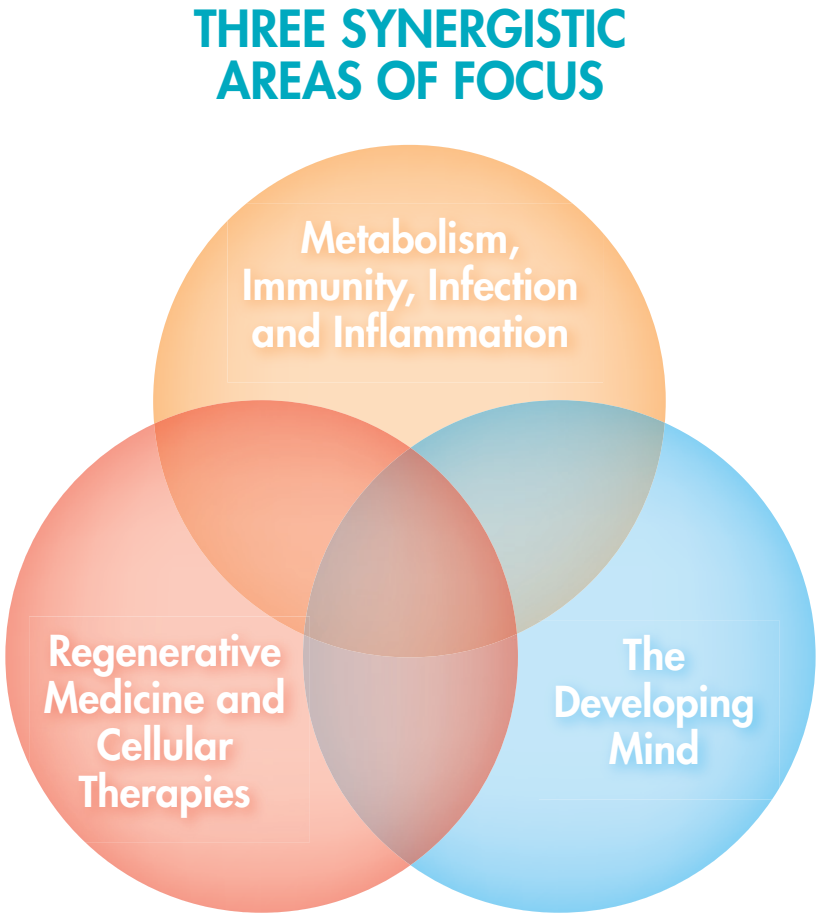 THREE SYNERGISTIC
AREAS OF FOCUS
Metabolism,
Immunity, Infection
and Inflammation
Regenerative
Medicine and
Cellular
Therapies
The
Developing
Mind